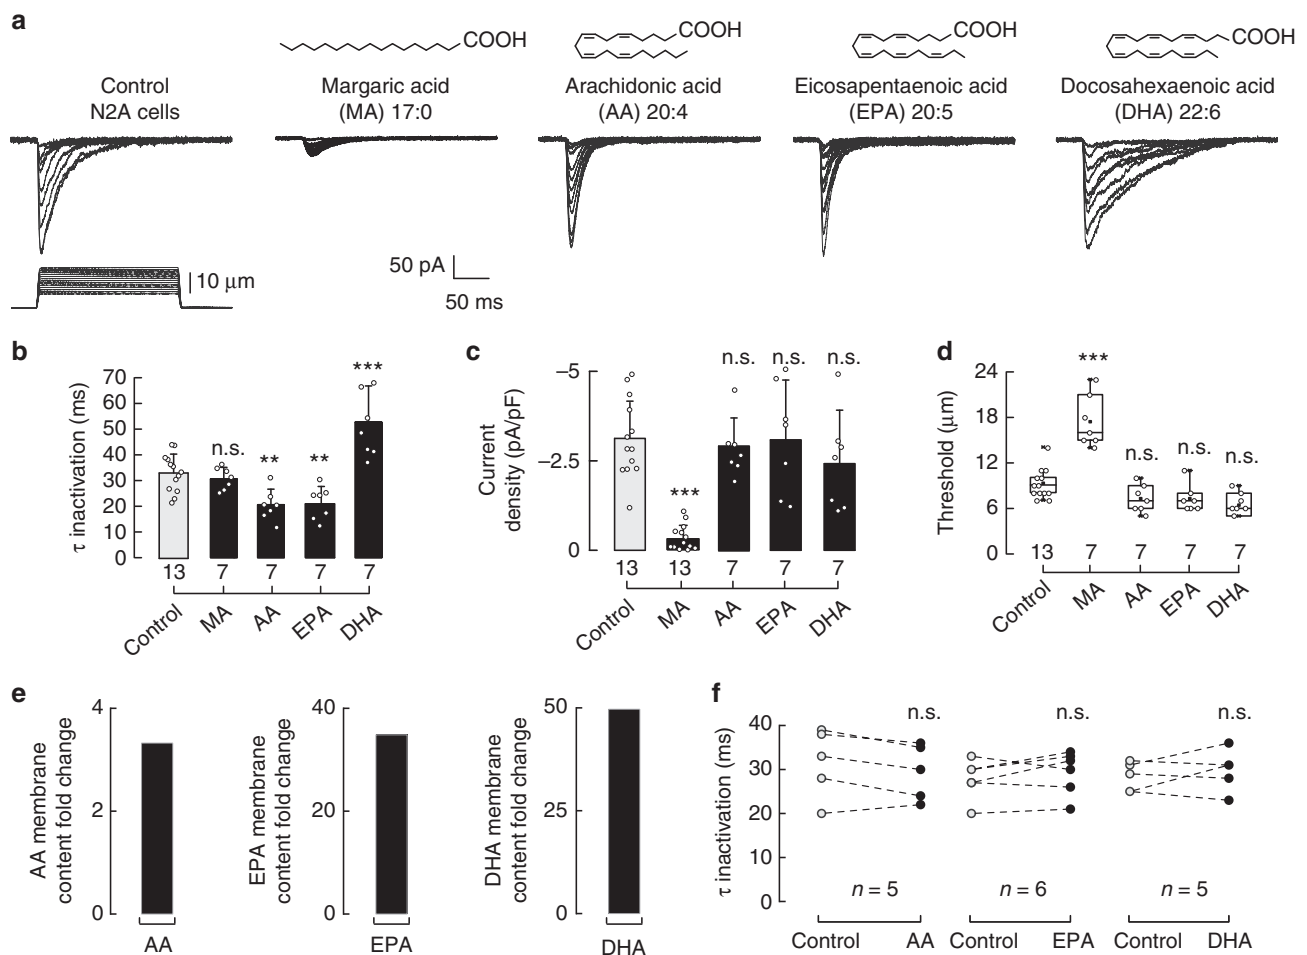 a
COOH
COOH
COOH
COOH
Control
N2A cells
Margaric acid
(MA) 17:0
Arachidonic acid
(AA) 20:4
Eicosapentaenoic acid
(EPA) 20:5
Docosahexaenoic acid
(DHA) 22:6
10 μm
50 pA
50 ms
b
τ inactivation (ms)
70
60
50
40
30
20
10
0
n.s.
**
**
***
13
7
7
7
7
Control
MA
AA
EPA
DHA
c
Current
density (pA/pF)
–5
–2.5
0
***
n.s.
n.s.
n.s.
13
13
7
7
7
Control
MA
AA
EPA
DHA
d
Threshold (μm)
24
18
12
6
0
***
n.s.
n.s.
n.s.
13
7
7
7
7
Control
MA
AA
EPA
DHA
e
AA membrane
content fold change
4
2
0
AA
EPA membrane
content fold change
40
20
0
EPA
DHA membrane
content fold change
50
25
0
DHA
f
τ inactivation (ms)
40
30
20
10
0
n.s.
n.s.
n.s.
n = 5
n = 6
n = 5
Control
AA
Control
EPA
Control
DHA